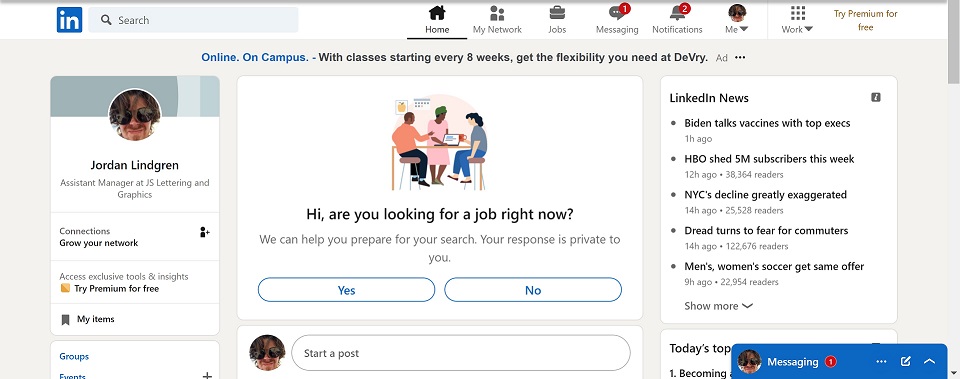 in
Search
Home
My Network
Jobs
1
Messaging
2
Notifications
Me
Work
Try Premium for
free
Online. On Campus. - With classes starting every 8 weeks, get the flexibility you need at DeVry. Ad
Jordan Lindgren
Assistant Manager at JS Lettering and
Graphics
Connections
Grow your network
Access exclusive tools & insights
Try Premium for free
My items
Groups
Events
Hi, are you looking for a job right now?
We can help you prepare for your search. Your response is private to
you.
Yes
No
Start a post
LinkedIn News
Biden talks vaccines with top execs
1h ago
HBO shed 5M subscribers this week
12h ago • 38,364 readers
NYC's decline greatly exaggerated
14h ago • 25,528 readers
Dread turns to fear for commuters
14h ago • 122,676 readers
Men's, women's soccer get same offer
9h ago • 22,954 readers
Show more
Today's top
1. Becoming a
Messaging 1